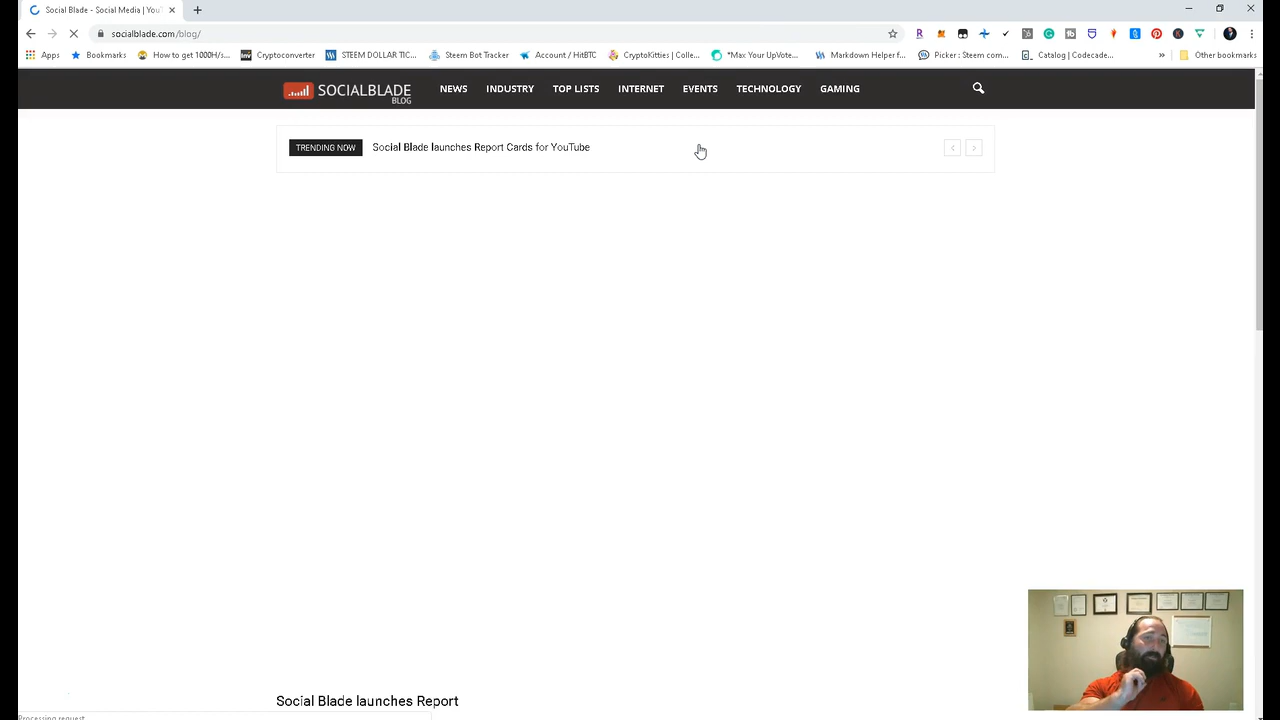 Social Blade - Social Media | You
socialblade.com/blog/
Apps Bookmarks How to get 1000H/s... Cryptoconverter STEEM DOLLAR TIC... Steem Bot Tracker Account / HitBTC CryptoKitties | Colle... *Max Your UpVote... Markdown Helper f... Picker : Steem com... Catalog | Codecade... » Other bookmarks
SOCIALBLADE NEWS INDUSTRY TOP LISTS INTERNET EVENTS TECHNOLOGY GAMING
BLOG
TRENDING NOW Social Blade launches Report Cards for YouTube
Social Blade launches Report
Processing request